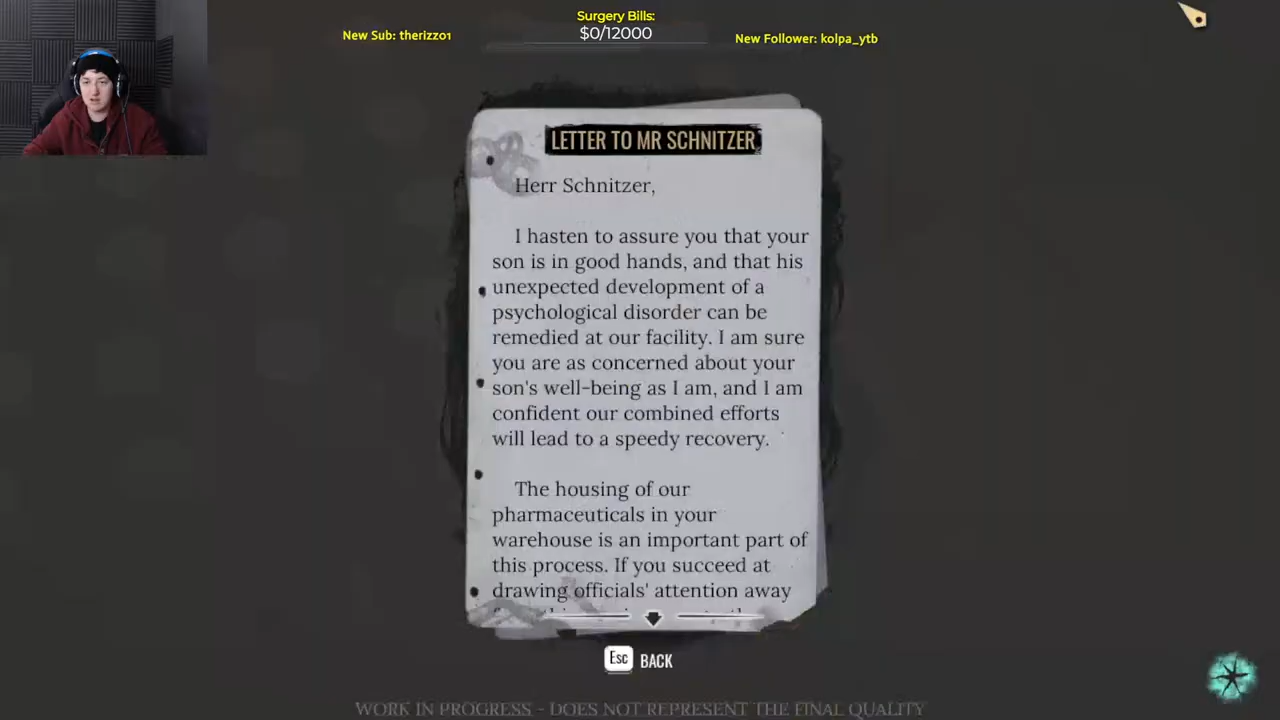 Surgery Bills:
New Sub: therizzo1
$0/12000
New Follower: kolpa_ytb
LETTER TO MR SCHNITZER
Herr Schnitzer,
I hasten to assure you that your
son is in good hands, and that his
unexpected development of a
psychological disorder can be
remedied at our facility. I am sure
you are as concerned about your
son's well-being as I am, and I am
confident our combined efforts
will lead to a speedy recovery.
The housing of our
pharmaceuticals in your
warehouse is an important part of
this process. If you succeed at
drawing officials' attention away
Esc BACK
WORK IN PROGRESS - DOES NOT REPRESENT THE FINAL QUALITY